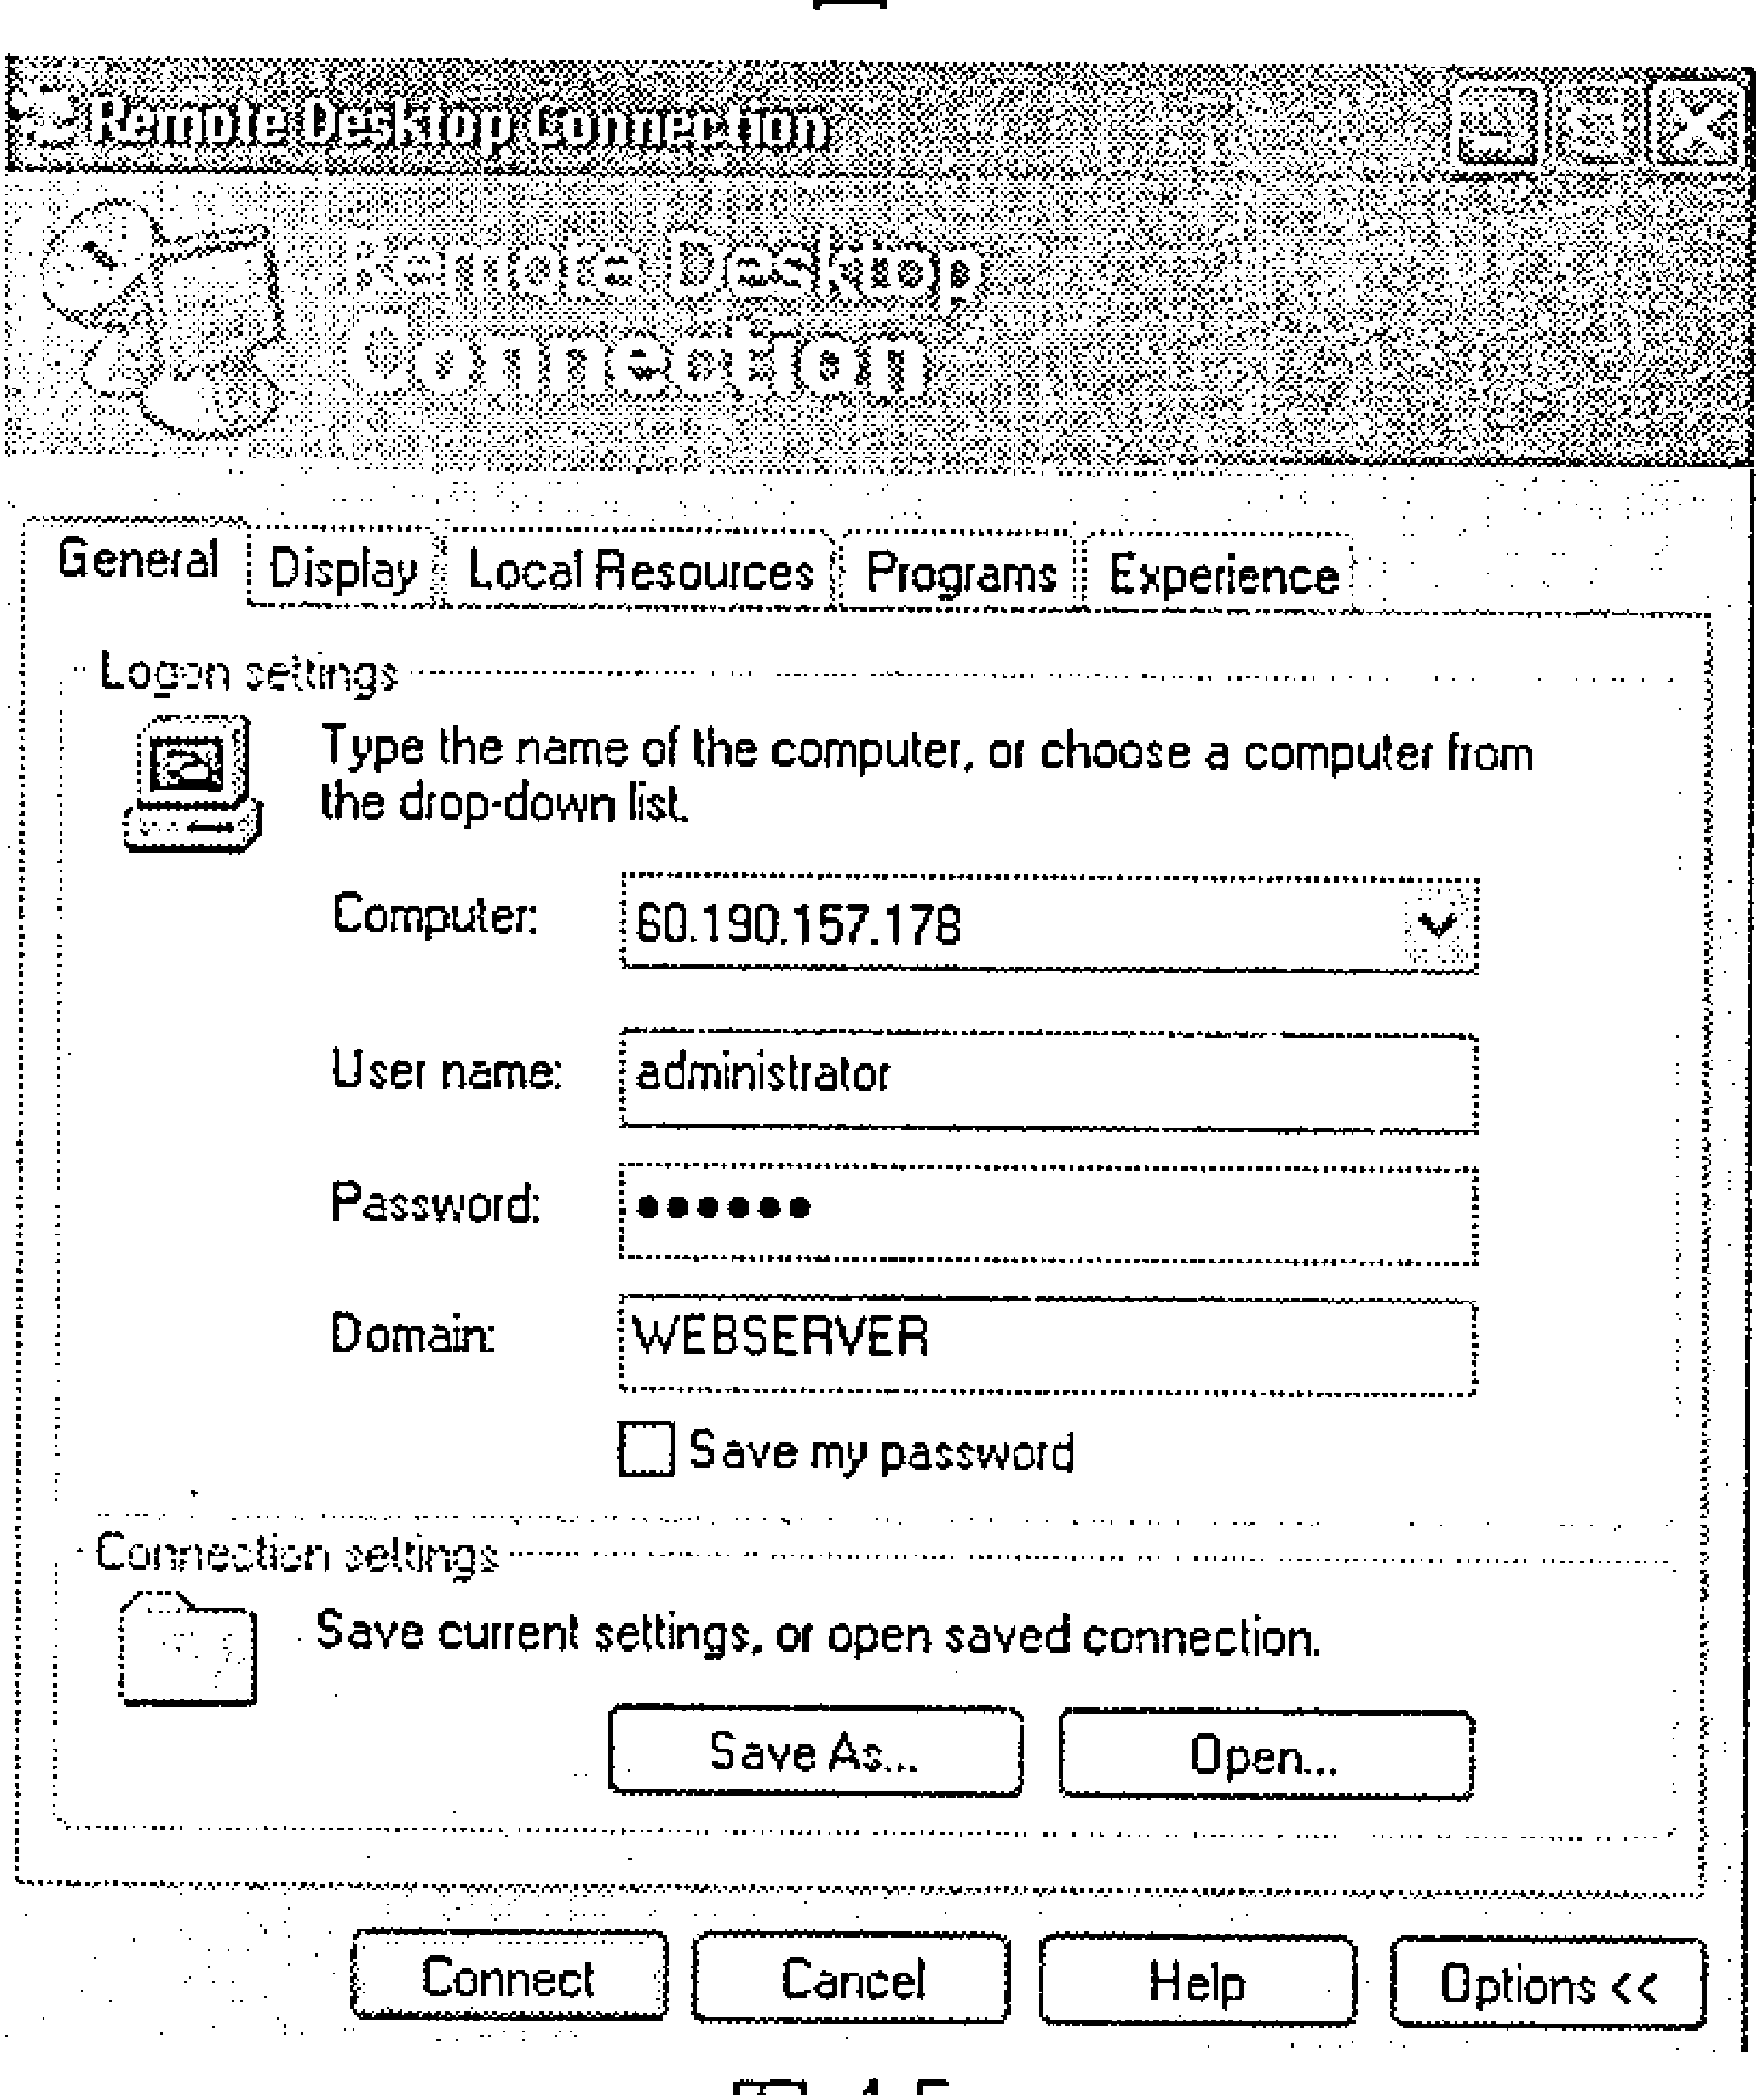 Remote Desktop Connection
Remote Desktop
Connection
General Display Local Resources Programs Experience
Logon settings
Type the name of the computer, or choose a computer from
the drop-down list.
Computer: 60.190.157.178
User name: administrator
Password: ●●●●●●
Domain: WEBSERVER
Save my password
Connection settings
Save current settings, or open saved connection.
Save As... Open...
Connect Cancel Help Options <<